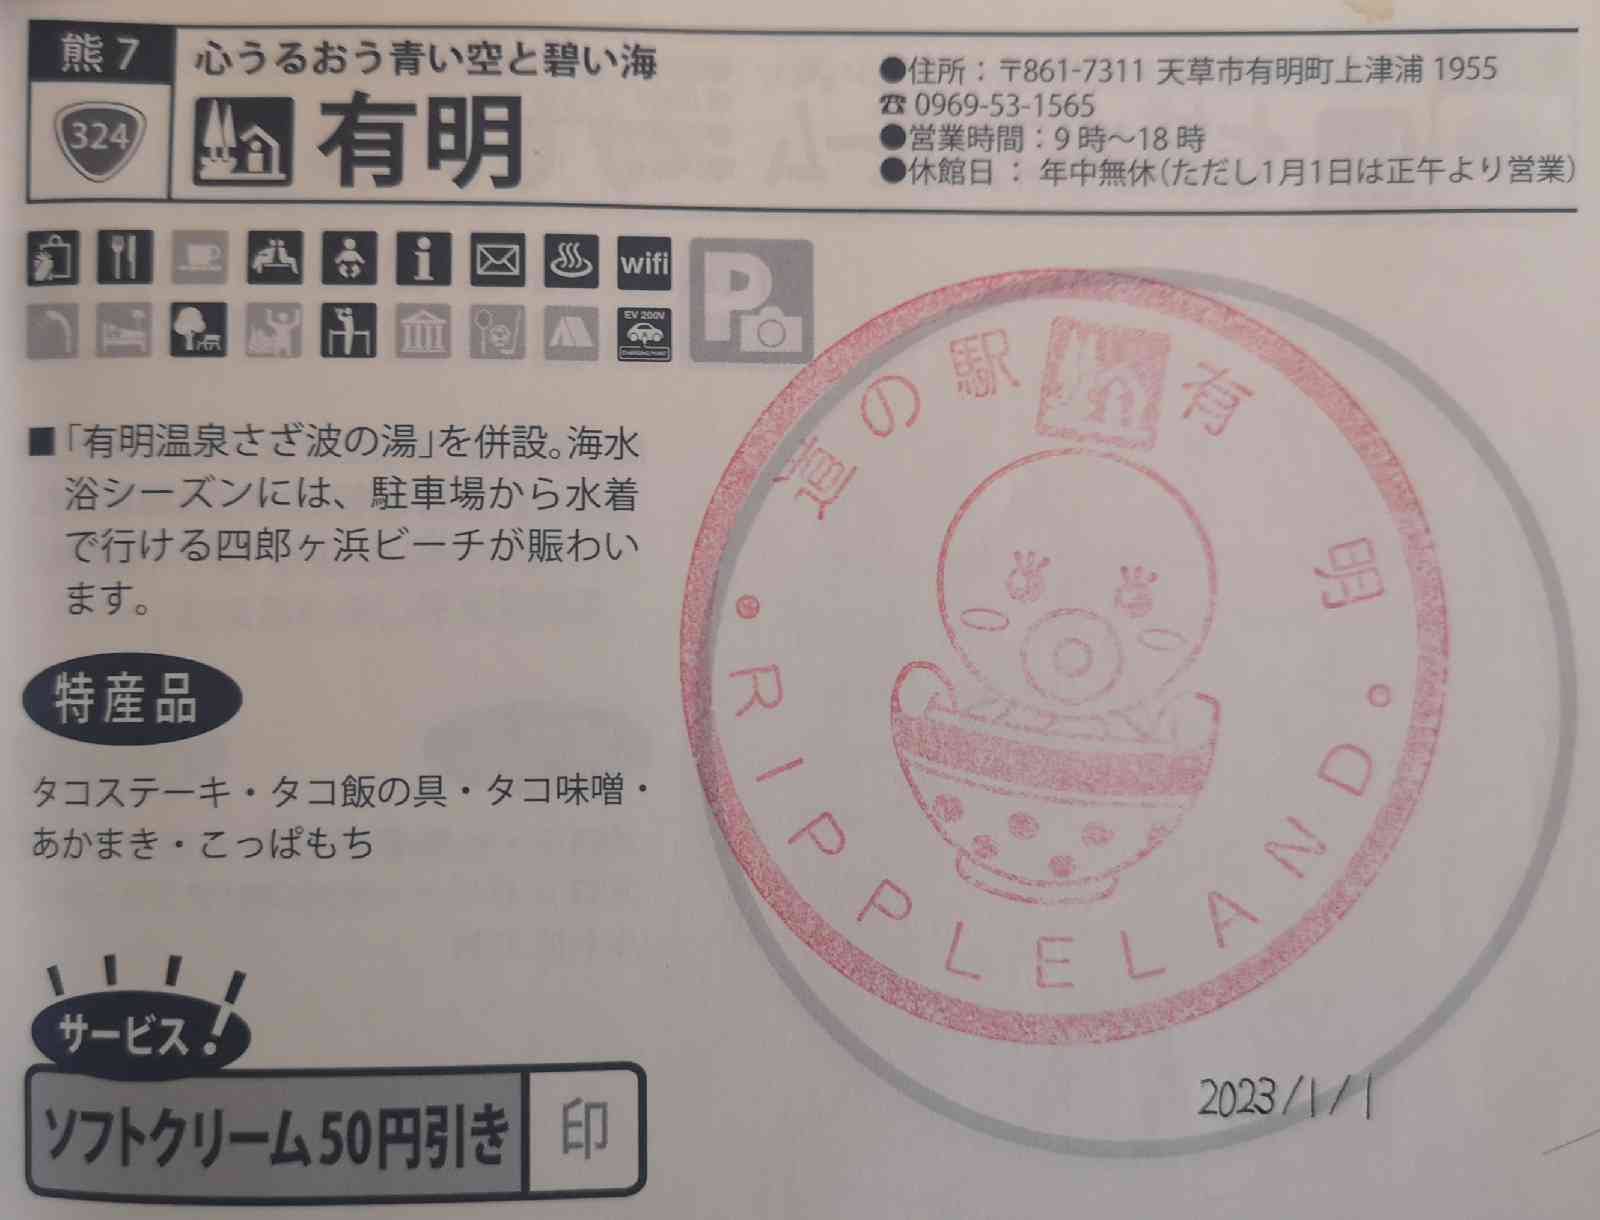 熊7
324
心うるおう青い空と碧い海
有明
●住所：〒861-7311 天草市有明町上津浦 1955
☎ 0969-53-1565
●営業時間：9時～18時
●休館日： 年中無休(ただし1月1日は正午より営業)
wifi
P
EV 200V
CHARGING POINT
■「有明温泉さざ波の湯」を併設。海水
浴シーズンには、駐車場から水着
で行ける四郎ヶ浜ビーチが賑わい
ます。
特産品
タコステーキ・タコ飯の具・タコ味噌・
あかまき・こっぱもち
サービス!
ソフトクリーム50円引き
印
道の駅 有明
・RIPPLELAND・
2023/1/1